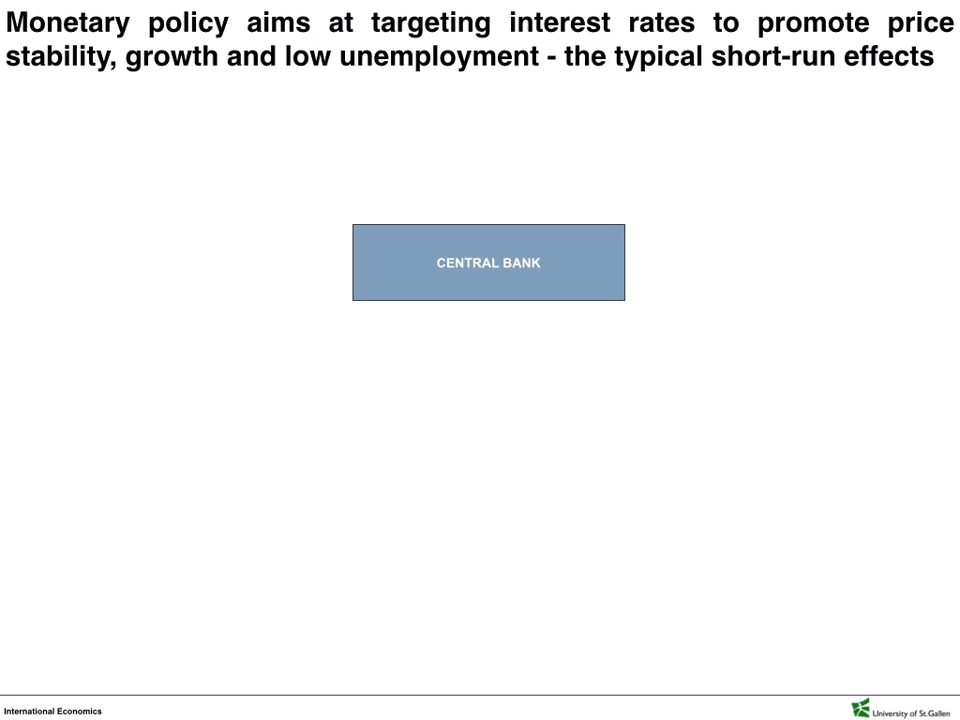 Monetary policy aims at targeting interest rates to promote price
stability, growth and low unemployment - the typical short-run effects
CENTRAL BANK
International Economics
University of St.Gallen